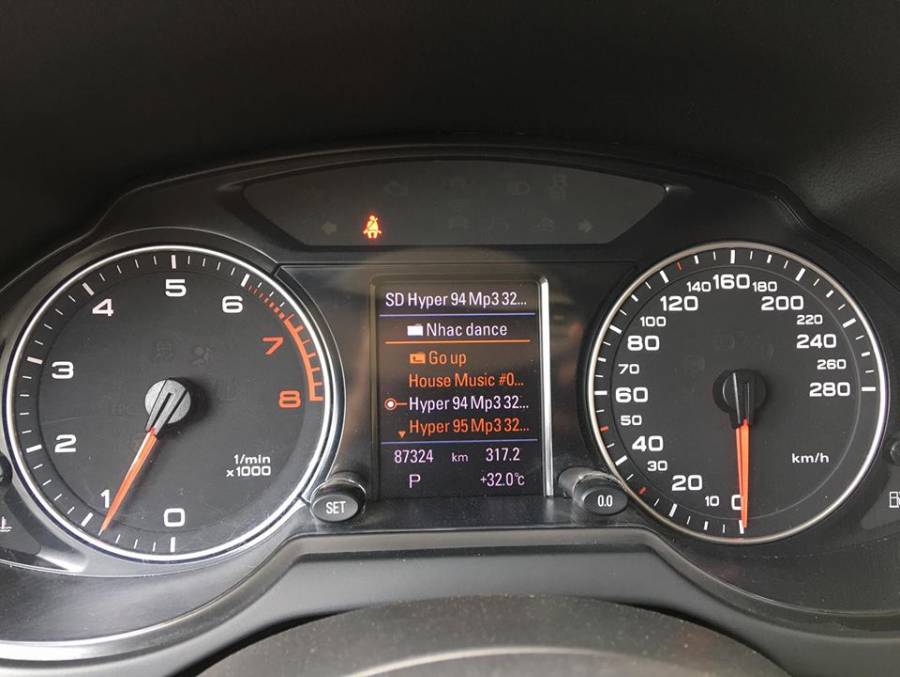 5
4
6
3
7
2
8
1/min
x1000
1
0
SD Hyper 94 Mp3 32...
Nhac dance
Go up
House Music #0...
Hyper 94 Mp3 32...
Hyper 95 Mp3 32...
87324 km 317.2
P +32.0°c
SET
0.0
140 160 180
120 200
100 220
80 240
70 260
60 280
50
40 km/h
30
20
10 0